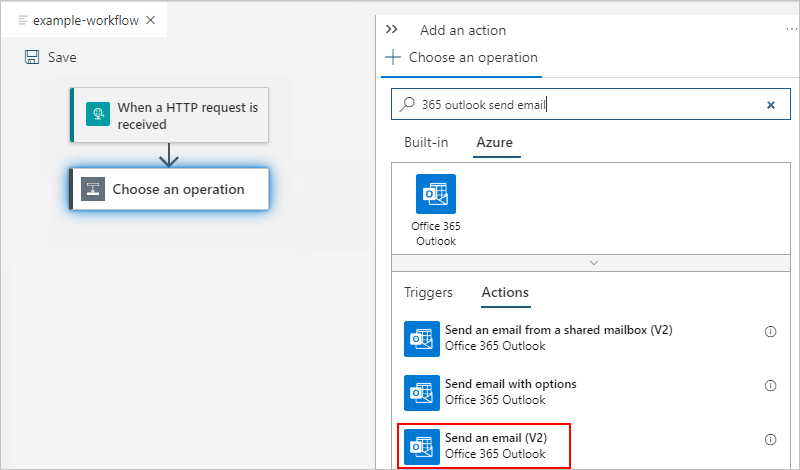 example-workflow
Save
When a HTTP request is
received
Choose an operation
Add an action
Choose an operation
365 outlook send email
Built-in
Azure
Office 365
Outlook
Triggers
Actions
Send an email from a shared mailbox (V2)
Office 365 Outlook
Send email with options
Office 365 Outlook
Send an email (V2)
Office 365 Outlook